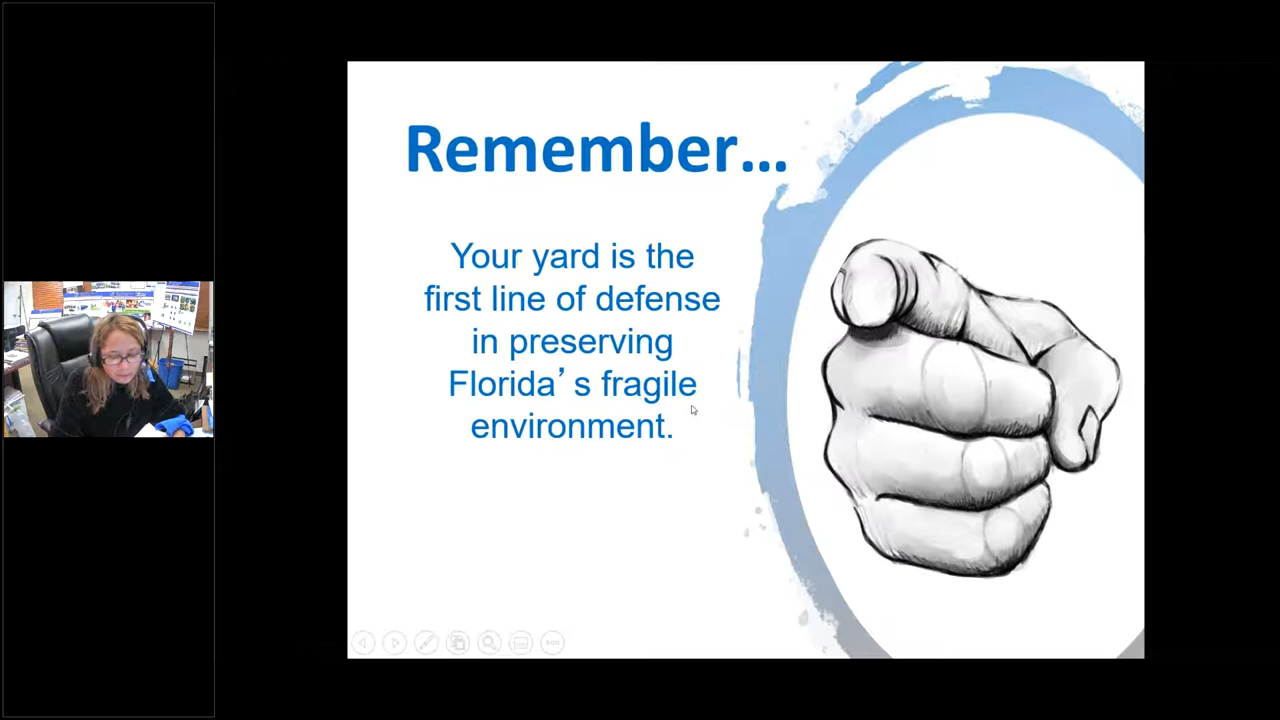 Remember...
Your yard is the
first line of defense
in preserving
Florida’s fragile
environment.